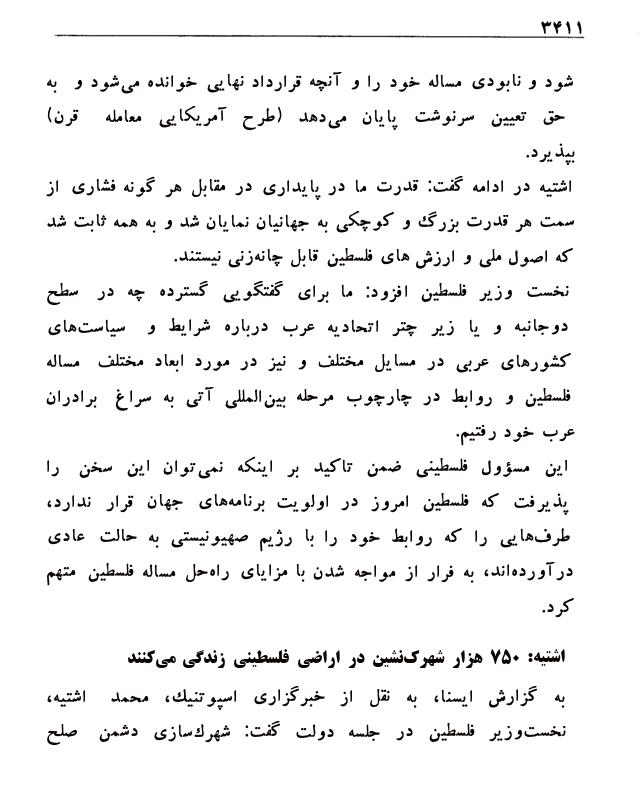 ۳۴۱۱
شود و نابودی مساله خود را و آنچه قرارداد نهایی خوانده می‌شود و به
حق تعیین سرنوشت پایان می‌دهد (طرح آمریکایی معامله قرن)
بپذیرد.
اشتیه در ادامه گفت: قدرت ما در پایداری در مقابل هر گونه فشاری از
سمت هر قدرت بزرگ و کوچکی به جهانیان نمایان شد و به همه ثابت شد
که اصول ملی و ارزش های فلسطین قابل چانه‌زنی نیستند.
نخست وزیر فلسطین افزود: ما برای گفتگویی گسترده چه در سطح
دوجانبه و یا زیر چتر اتحادیه عرب درباره شرایط و سیاست‌های
کشورهای عربی در مسایل مختلف و نیز در مورد ابعاد مختلف مساله
فلسطین و روابط در چارچوب مرحله بین‌المللی آتی به سراغ برادران
عرب خود رفتیم.
این مسؤول فلسطینی ضمن تاکید بر اینکه نمی‌توان این سخن را
پذیرفت که فلسطین امروز در اولویت برنامه‌های جهان قرار ندارد،
طرف‌هایی را که روابط خود را با رژیم صهیونیستی به حالت عادی
درآورده‌اند، به فرار از مواجه شدن با مزایای راه‌حل مساله فلسطین متهم
کرد.
اشتیه: ۷۵۰ هزار شهرک‌نشین در اراضی فلسطینی زندگی می‌کنند
به گزارش ایسنا، به نقل از خبرگزاری اسپوتنیک، محمد اشتیه،
نخست‌وزیر فلسطین در جلسه دولت گفت: شهرک‌سازی دشمن صلح